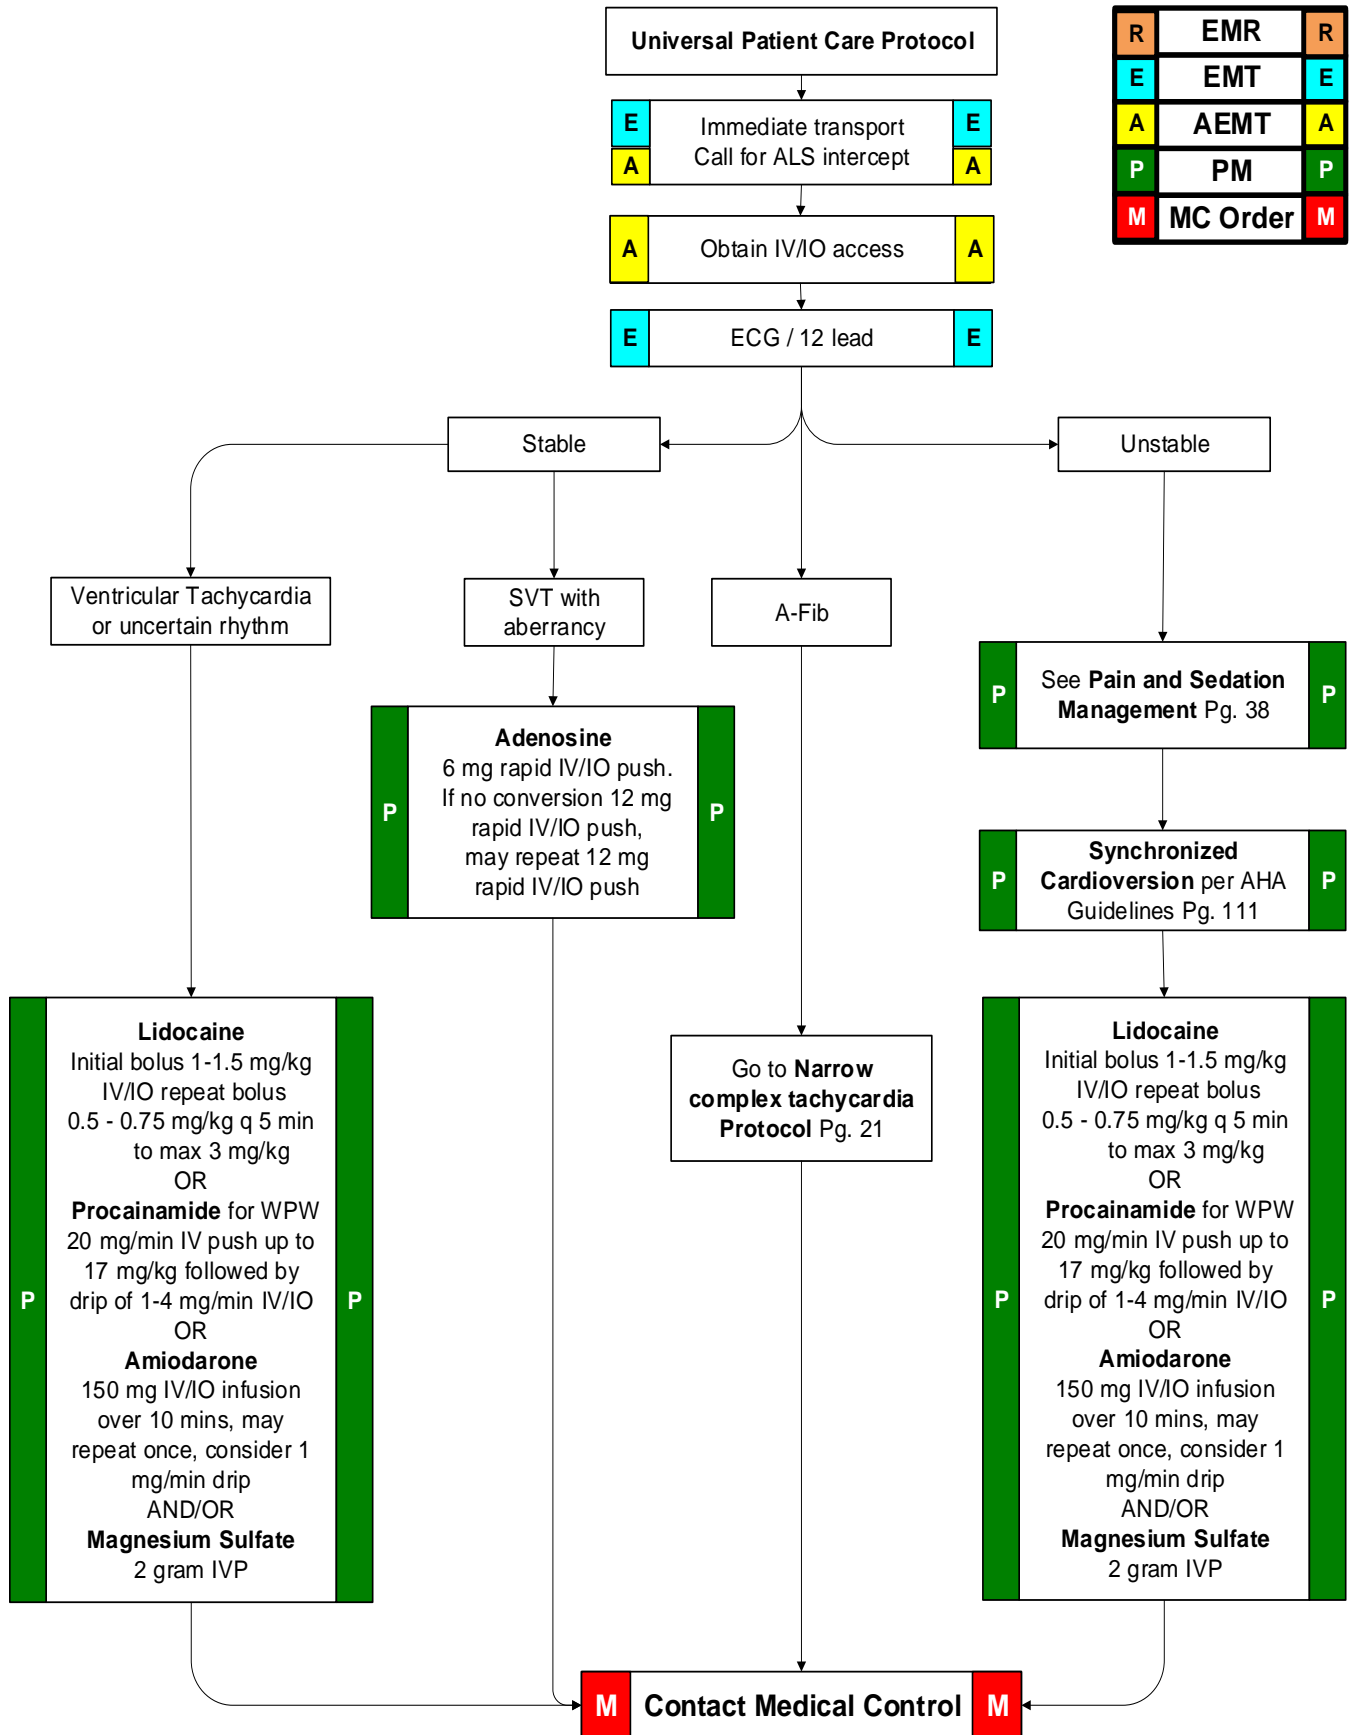 Universal Patient Care Protocol
R EMR R
E EMT E
A AEMT A
P PM P
M MC Order M
E E
A A
Immediate transport
Call for ALS intercept
A Obtain IV/IO access A
E ECG / 12 lead E
Stable
Unstable
Ventricular Tachycardia
or uncertain rhythm
SVT with
aberrancy
A-Fib
P P
See Pain and Sedation
Management Pg. 38
P P
Adenosine
6 mg rapid IV/IO push.
If no conversion 12 mg
rapid IV/IO push,
may repeat 12 mg
rapid IV/IO push
P P
Synchronized
Cardioversion per AHA
Guidelines Pg. 111
P P
Lidocaine
Initial bolus 1-1.5 mg/kg
IV/IO repeat bolus
0.5 - 0.75 mg/kg q 5 min
to max 3 mg/kg
OR
Procainamide for WPW
20 mg/min IV push up to
17 mg/kg followed by
drip of 1-4 mg/min IV/IO
OR
Amiodarone
150 mg IV/IO infusion
over 10 mins, may
repeat once, consider 1
mg/min drip
AND/OR
Magnesium Sulfate
2 gram IVP
Go to Narrow
complex tachycardia
Protocol Pg. 21
P P
Lidocaine
Initial bolus 1-1.5 mg/kg
IV/IO repeat bolus
0.5 - 0.75 mg/kg q 5 min
to max 3 mg/kg
OR
Procainamide for WPW
20 mg/min IV push up to
17 mg/kg followed by
drip of 1-4 mg/min IV/IO
OR
Amiodarone
150 mg IV/IO infusion
over 10 mins, may
repeat once, consider 1
mg/min drip
AND/OR
Magnesium Sulfate
2 gram IVP
M Contact Medical Control M